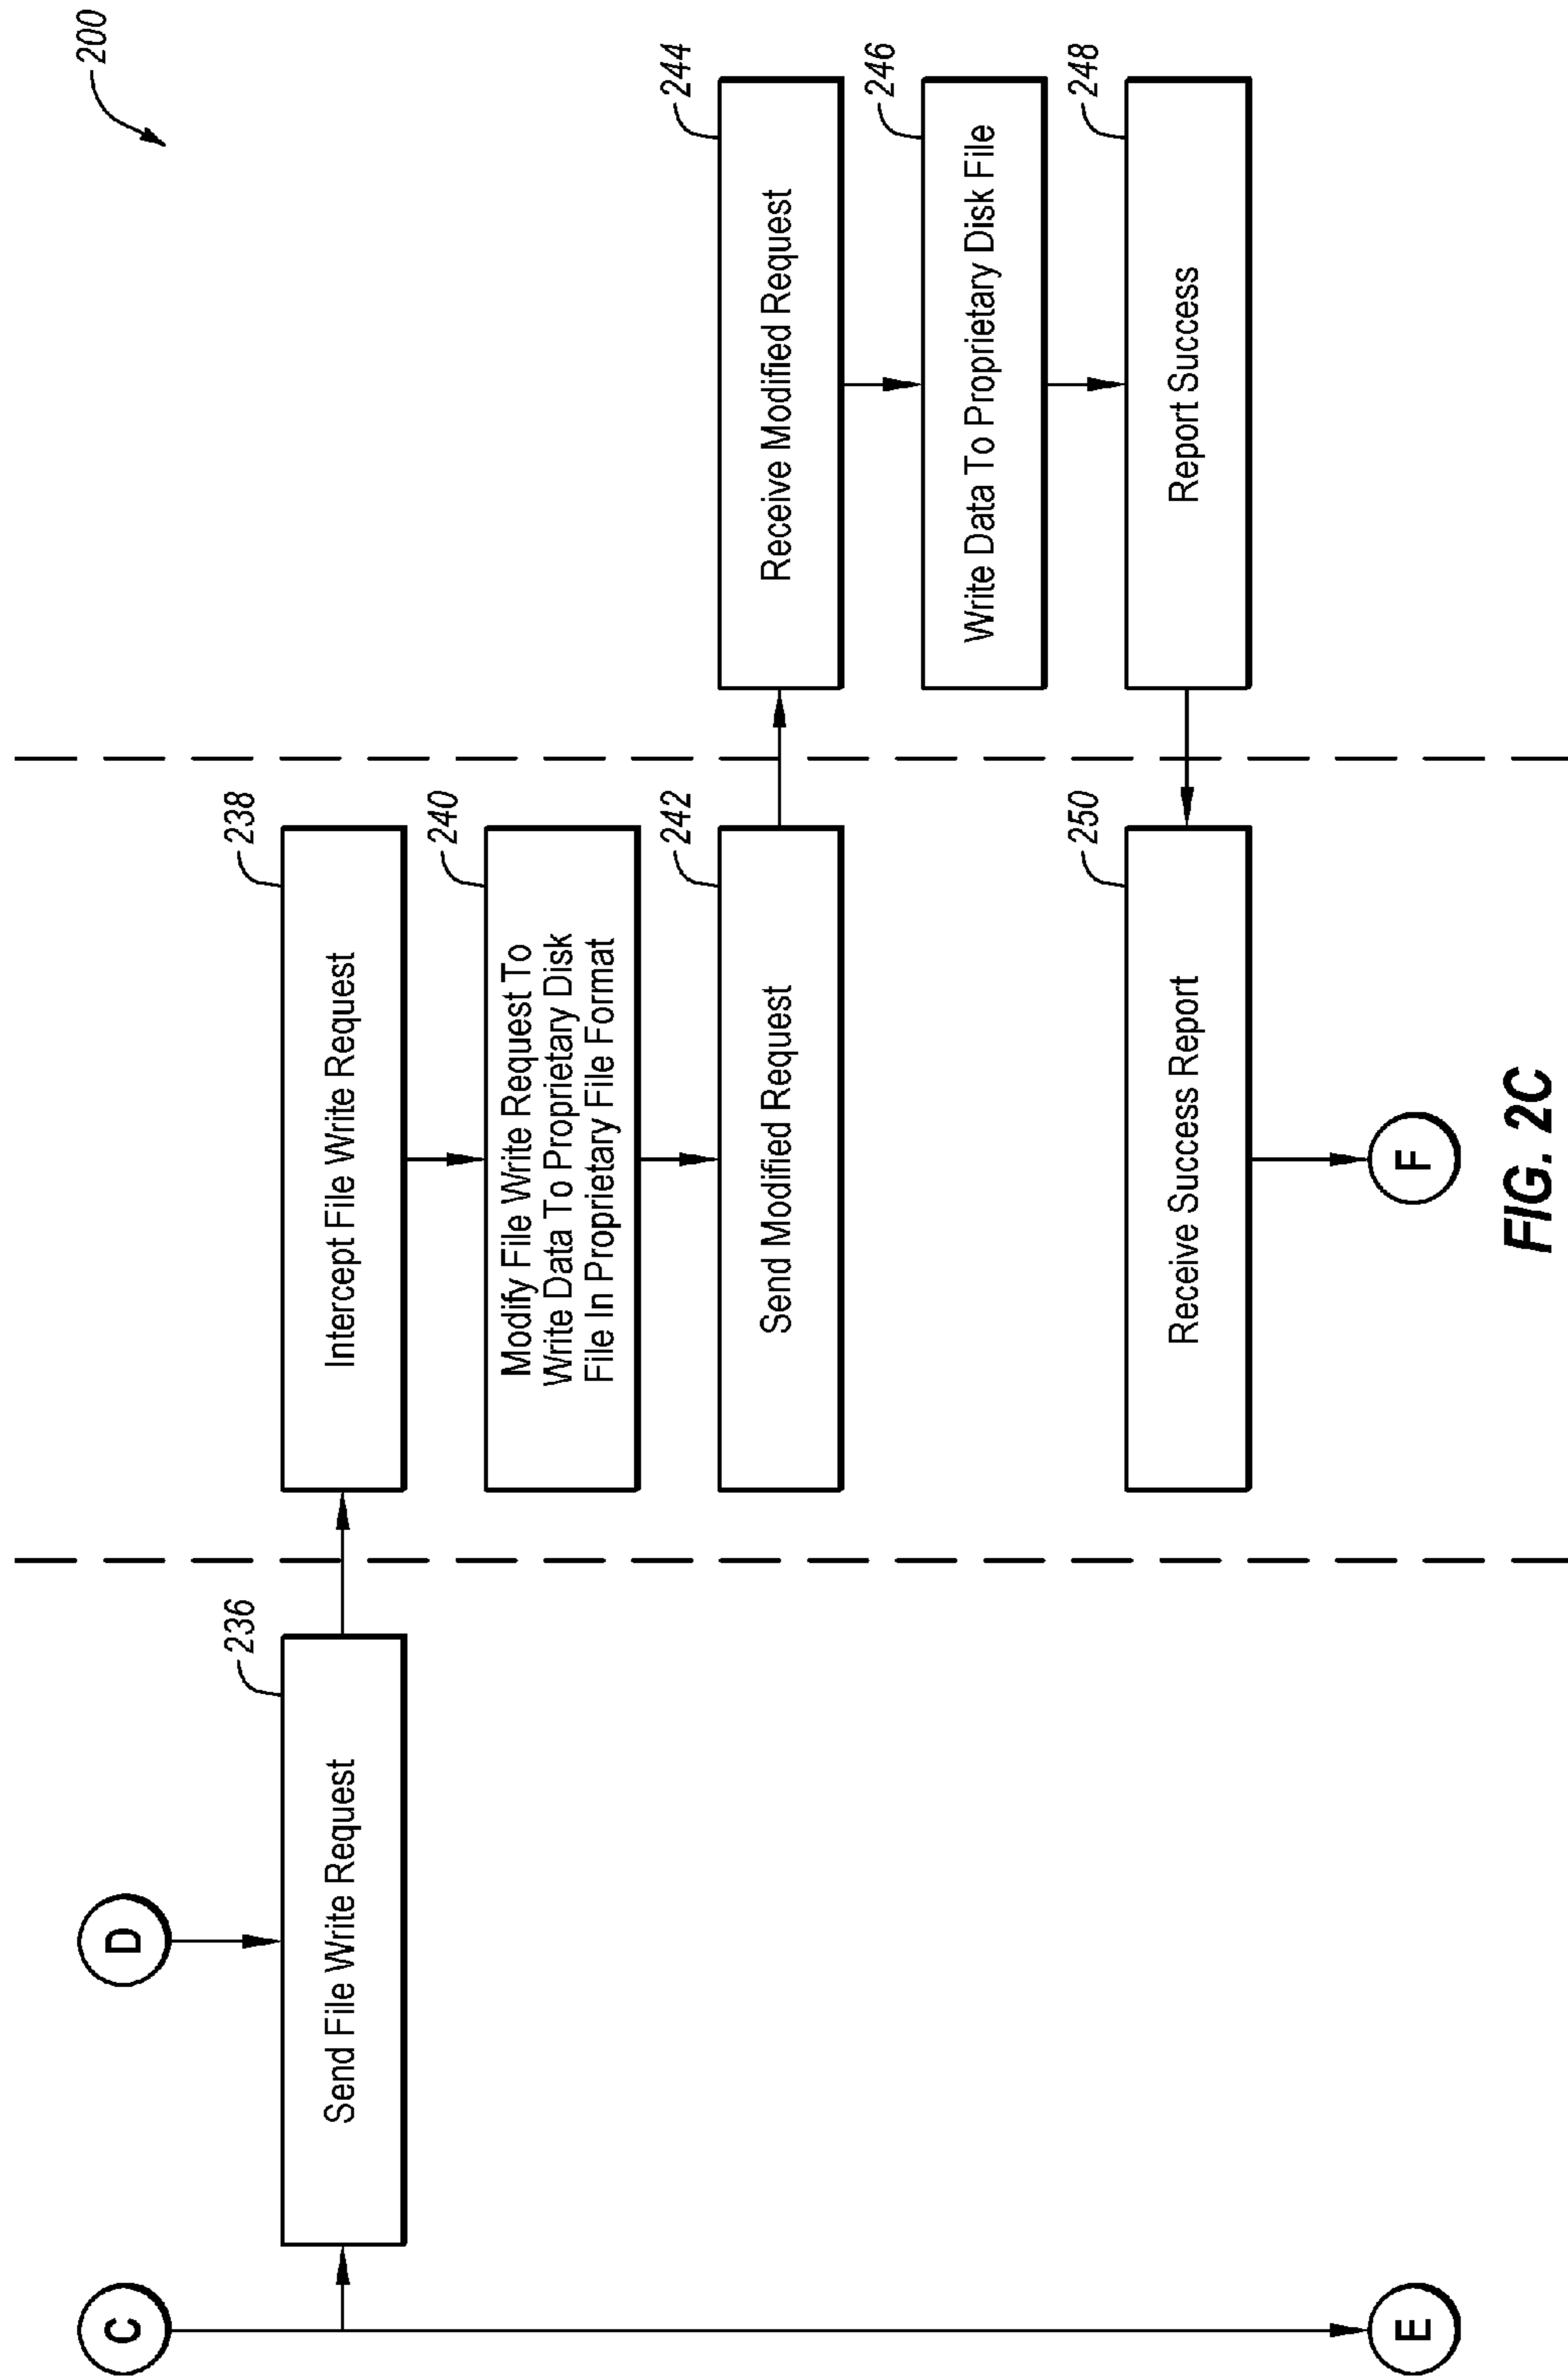 200
C
D
236
Send File Write Request
238
Intercept File Write Request
240
Modify File Write Request To
Write Data To Proprietary Disk
File In Proprietary File Format
242
Send Modified Request
244
Receive Modified Request
246
Write Data To Proprietary Disk File
248
Report Success
250
Receive Success Report
E
F
FIG. 2C